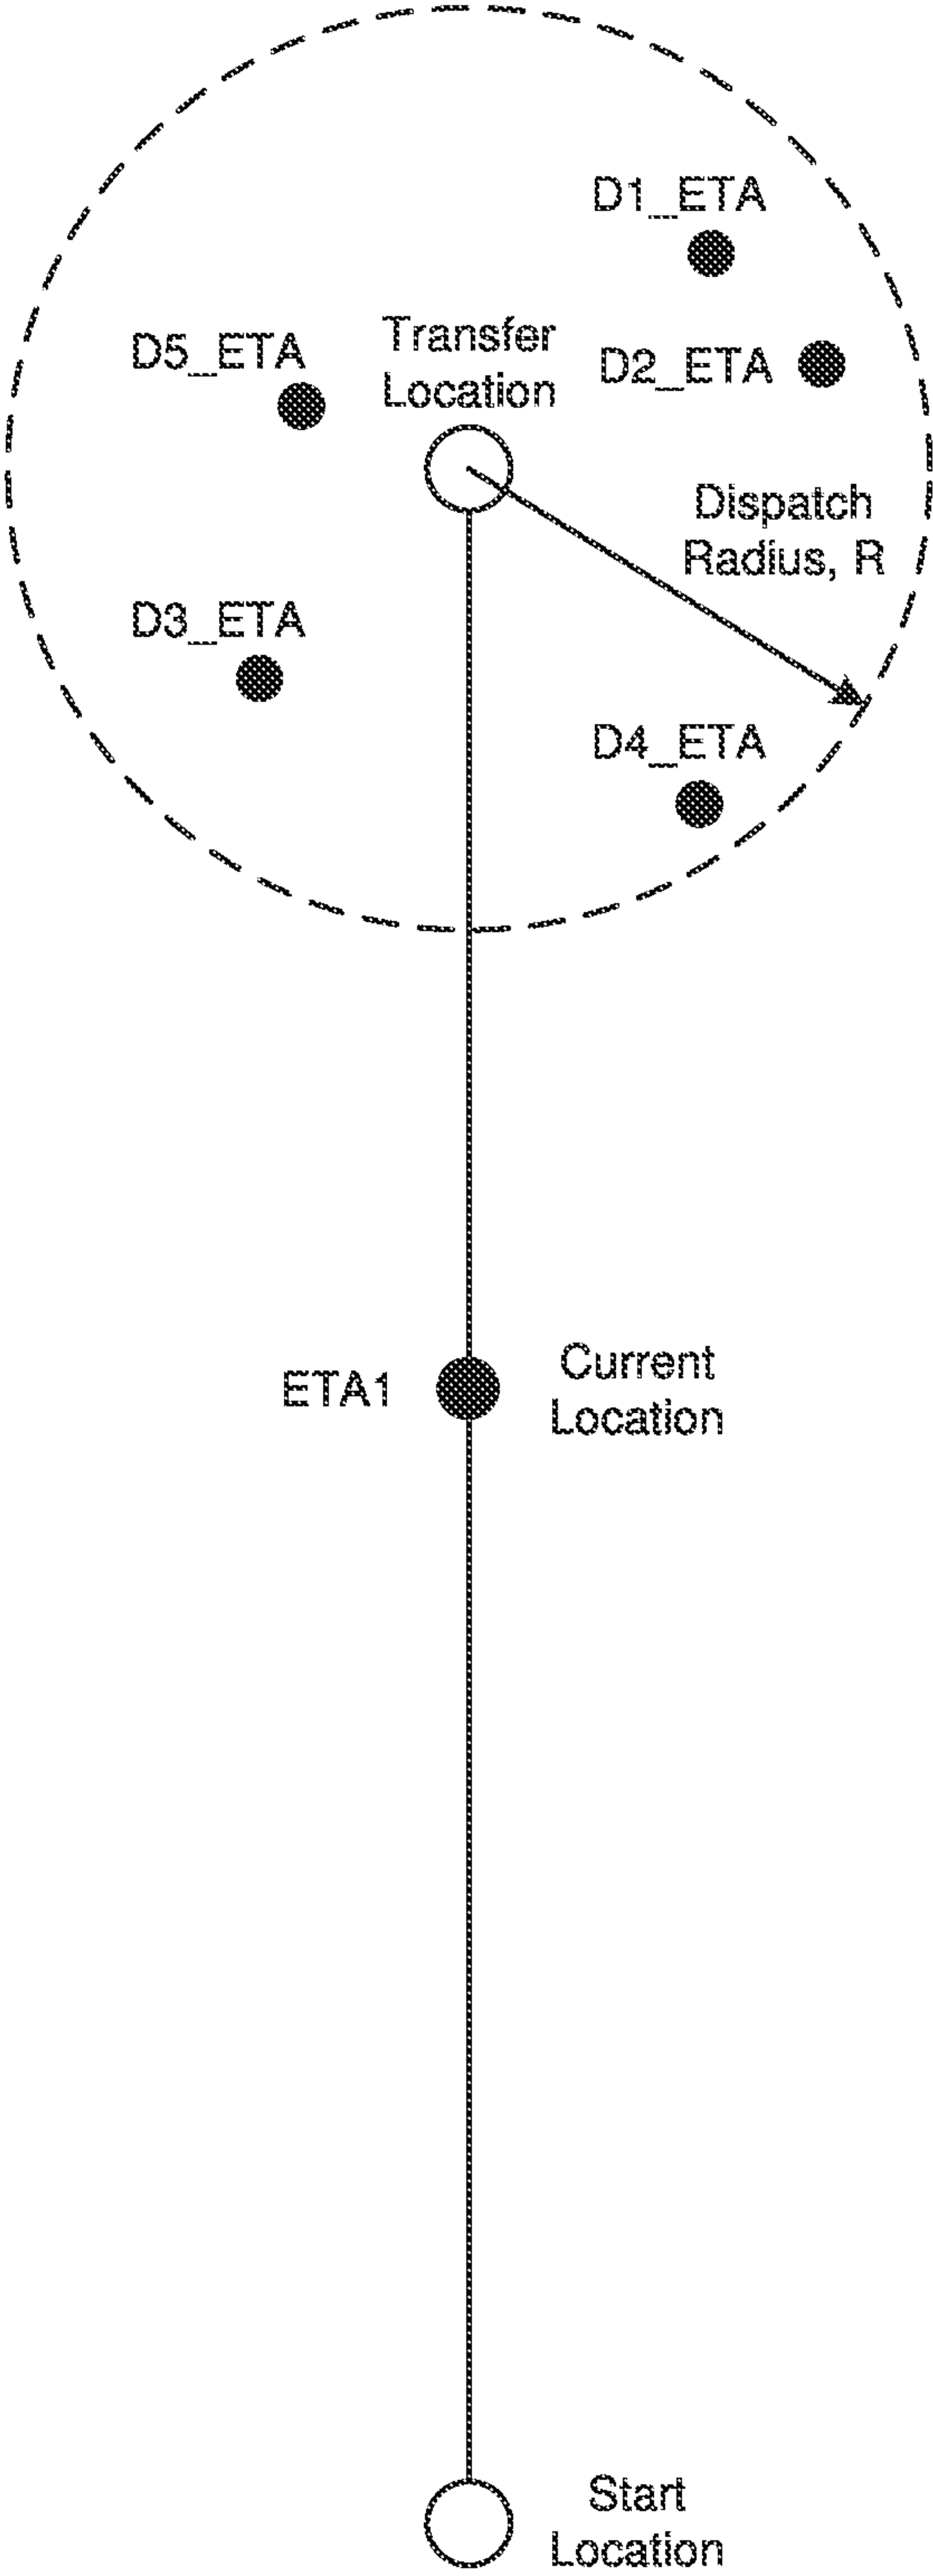 D1_ETA
D5_ETA
Transfer
Location
D2_ETA
Dispatch
Radius, R
D3_ETA
D4_ETA
ETA1
Current
Location
Start
Location